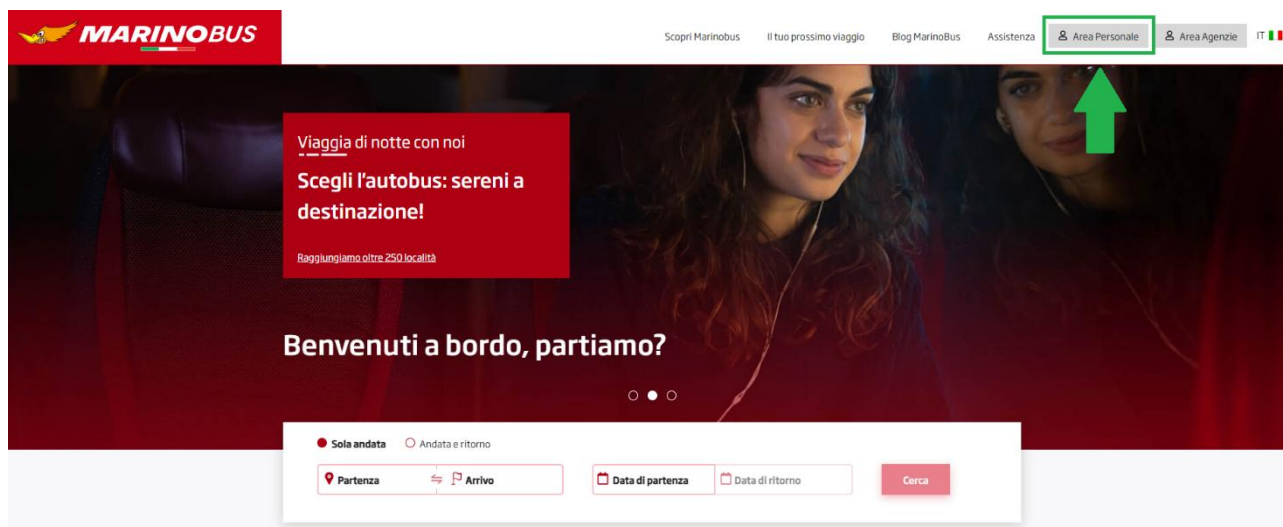 MARINOBUS
Scopri Marinobus Il tuo prossimo viaggio Blog MarinoBus Assistenza Area Personale Area Agenzie IT
Viaggia di notte con noi
Scegli l'autobus: sereni a
destinazione!
Raggiungiamo oltre 250 località
Benvenuti a bordo, partiamo?
Sola andata Andata e ritorno
Partenza Arrivo Data di partenza Data di ritorno Cerca